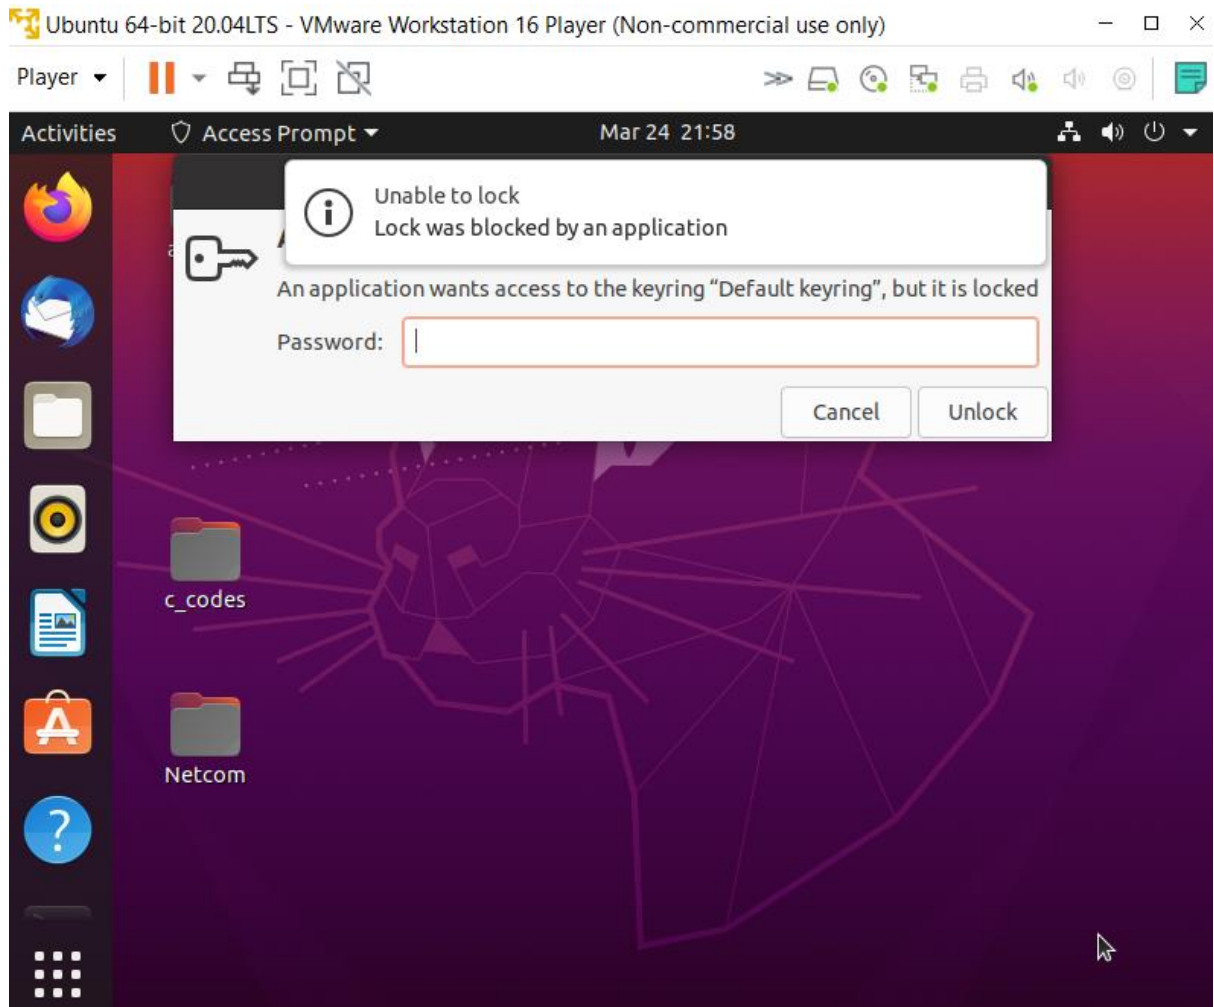 Ubuntu 64-bit 20.04LTS - VMware Workstation 16 Player (Non-commercial use only)
Player
Activities Access Prompt Mar 24 21:58
Unable to lock
Lock was blocked by an application
An application wants access to the keyring “Default keyring”, but it is locked
Password:
Cancel Unlock
c_codes
Netcom